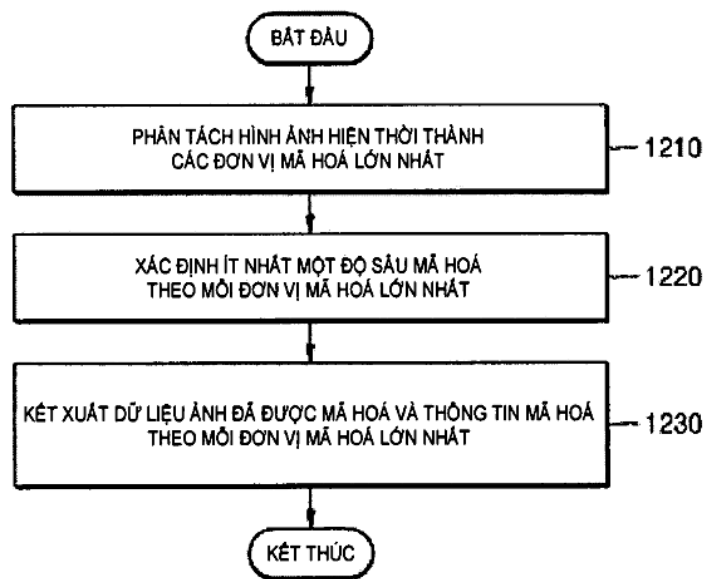 BẮT ĐẦU
PHÂN TÁCH HÌNH ẢNH HIỆN THỜI THÀNH
CÁC ĐƠN VỊ MÃ HOÁ LỚN NHẤT
1210
XÁC ĐỊNH ÍT NHẤT MỘT ĐỘ SÂU MÃ HOÁ
THEO MỖI ĐƠN VỊ MÃ HOÁ LỚN NHẤT
1220
KẾT XUẤT DỮ LIỆU ẢNH ĐÃ ĐƯỢC MÃ HOÁ VÀ THÔNG TIN MÃ HOÁ
THEO MỖI ĐƠN VỊ MÃ HOÁ LỚN NHẤT
1230
KẾT THÚC